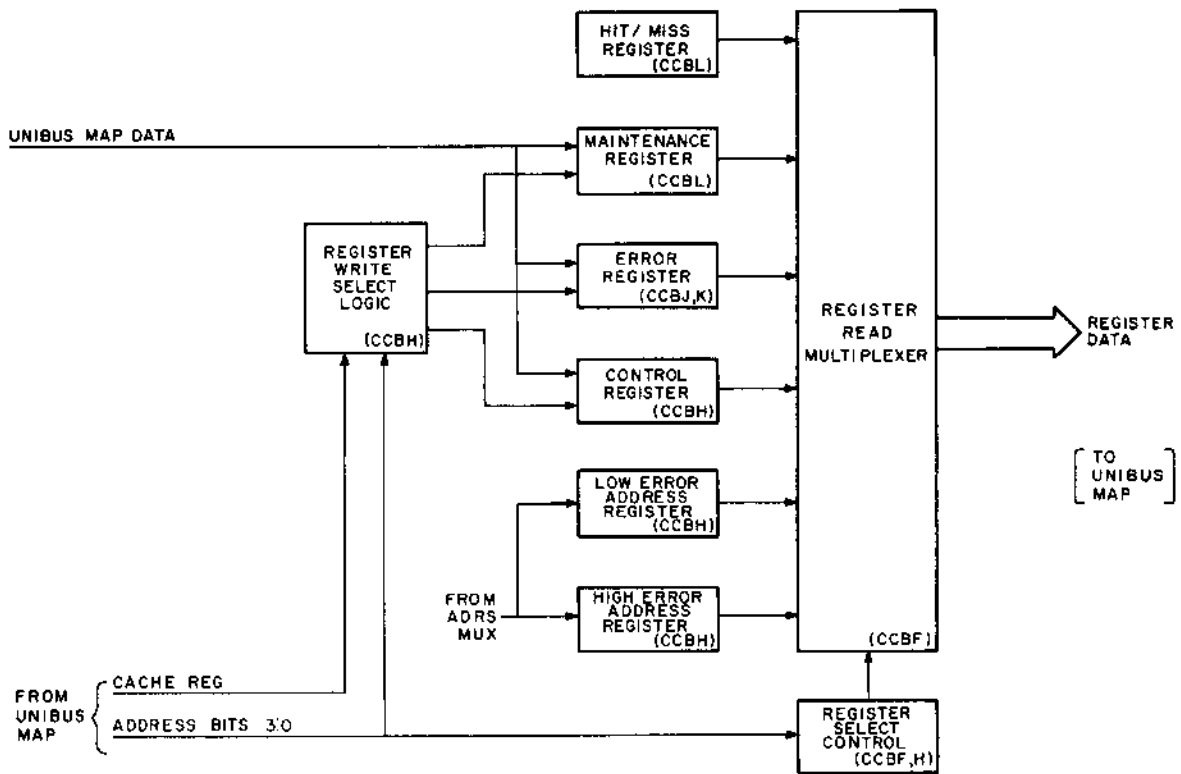 HIT/ MISS
REGISTER
(CCBL)
UNIBUS MAP DATA
MAINTENANCE
REGISTER
(CCBL)
REGISTER
WRITE
SELECT
LOGIC
(CCBH)
ERROR
REGISTER
(CCBJ,K)
REGISTER
READ
MULTIPLEXER
(CCBF)
REGISTER
DATA
CONTROL
REGISTER
(CCBH)
TO
UNIBUS
MAP
LOW ERROR
ADDRESS
REGISTER
(CCBH)
FROM
ADRS
MUX
HIGH ERROR
ADDRESS
REGISTER
(CCBH)
FROM
UNIBUS
MAP
CACHE REG
ADDRESS BITS 3:0
REGISTER
SELECT
CONTROL
(CCBF,H)